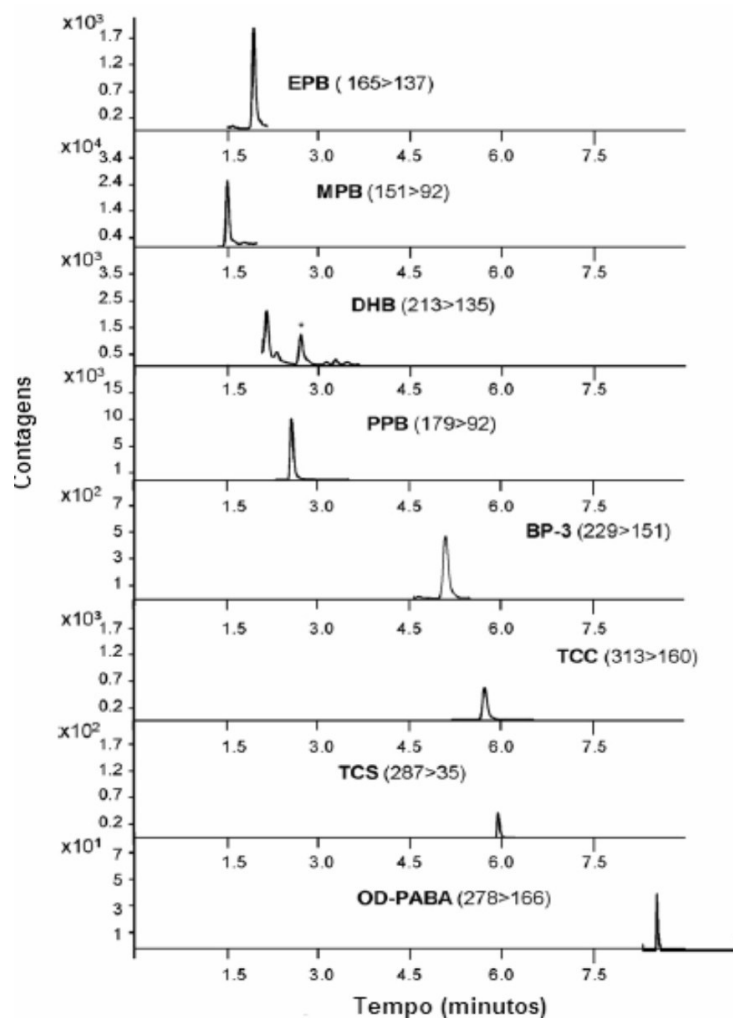 x10³
1.7
1.2
0.7
0.2
EPB ( 165>137)
1.5 3.0 4.5 6.0 7.5
x10⁴
3.4
2.4
1.4
0.4
MPB (151>92)
1.5 3.0 4.5 6.0 7.5
x10³
3.5
2.5
1.5
0.5
DHB (213>135)
*
1.5 3.0 4.5 6.0 7.5
x10³
15
10
5
1
PPB (179>92)
1.5 3.0 4.5 6.0 7.5
x10²
7
5
3
1
BP-3 (229>151)
1.5 3.0 4.5 6.0 7.5
x10³
1.7
1.2
0.7
0.2
TCC (313>160)
1.5 3.0 4.5 6.0 7.5
x10²
1.7
1.2
0.7
0.2
TCS (287>35)
1.5 3.0 4.5 6.0 7.5
x10¹
7
5
3
1
OD-PABA (278>166)
1.5 3.0 4.5 6.0 7.5
Contagens
Tempo (minutos)